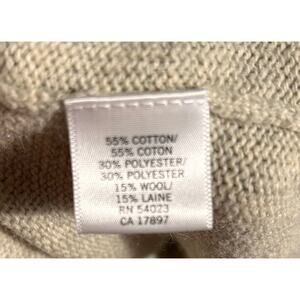 55% COTTON/
55% COTON
30% POLYESTER/
30% POLYESTER
15% WOOL/
15% LAINE
RN 54023
CA 17897